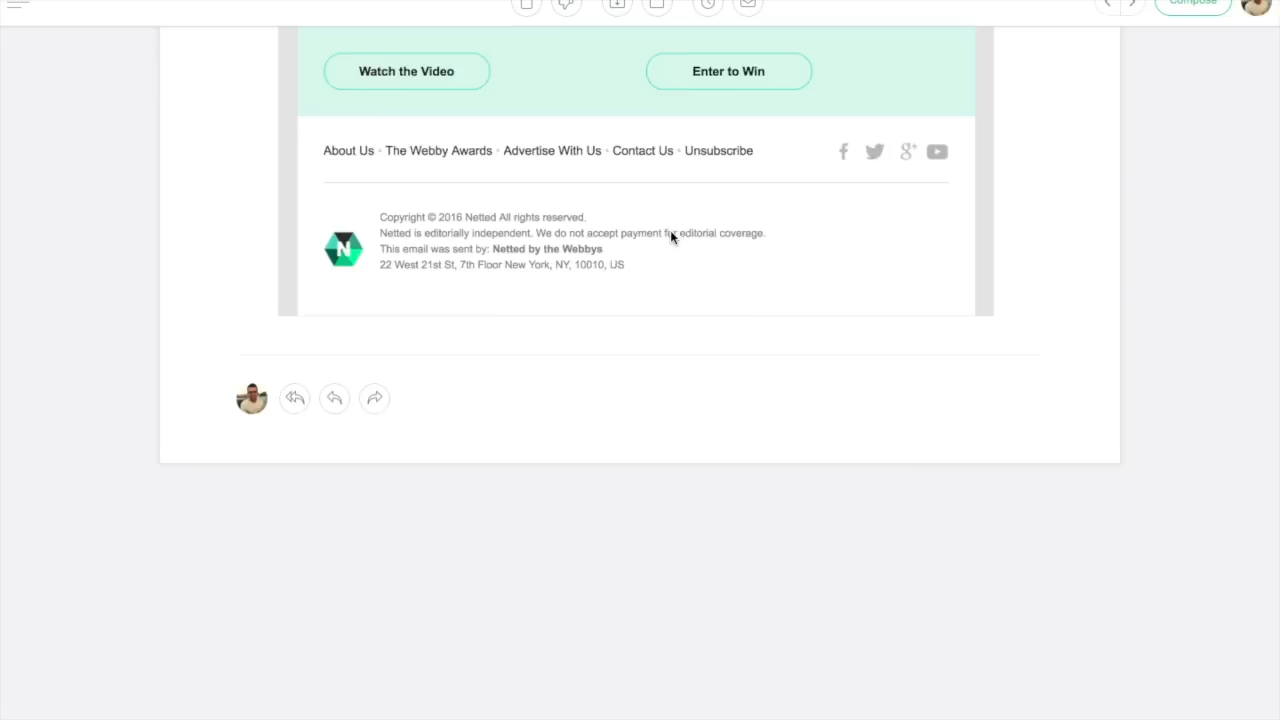 Compose
Watch the Video
Enter to Win
About Us • The Webby Awards • Advertise With Us • Contact Us • Unsubscribe
Copyright © 2016 Netted All rights reserved.
Netted is editorially independent. We do not accept payment for editorial coverage.
This email was sent by: Netted by the Webbys
22 West 21st St, 7th Floor New York, NY, 10010, US
N